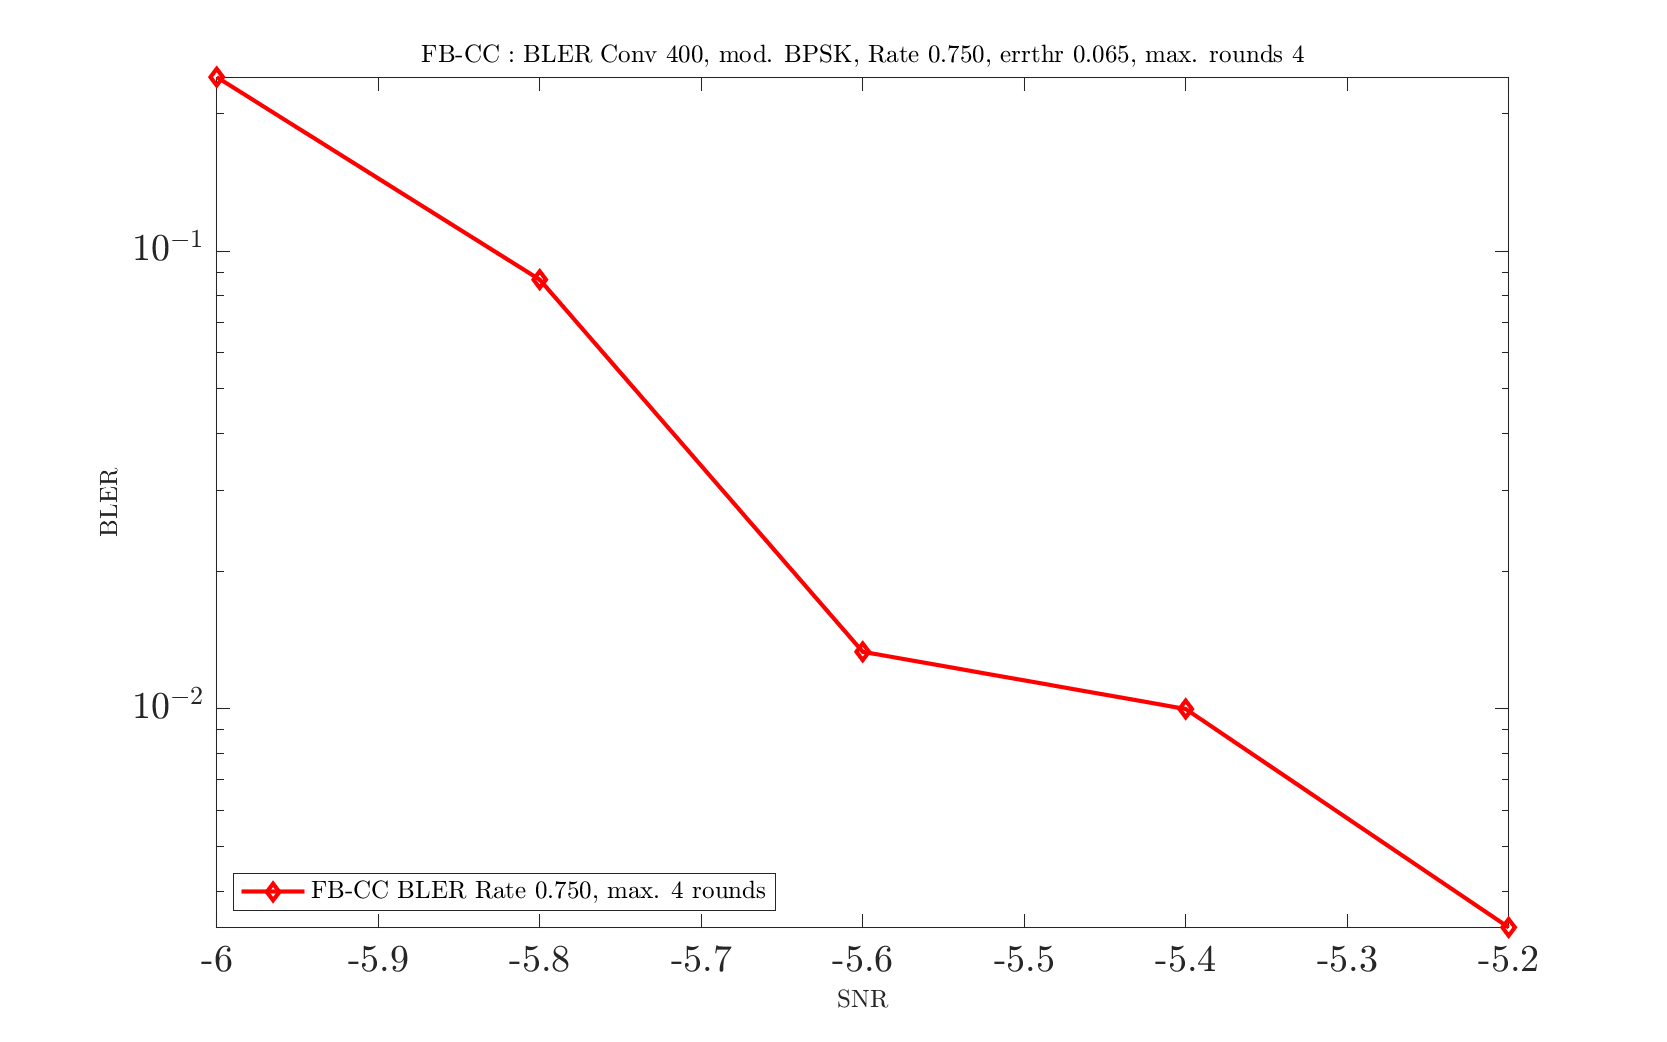 FB-CC : BLER Conv 400, mod. BPSK, Rate 0.750, errthr 0.065, max. rounds 4
10⁻¹
10⁻²
BLER
FB-CC BLER Rate 0.750, max. 4 rounds
-6 -5.9 -5.8 -5.7 -5.6 -5.5 -5.4 -5.3 -5.2
SNR